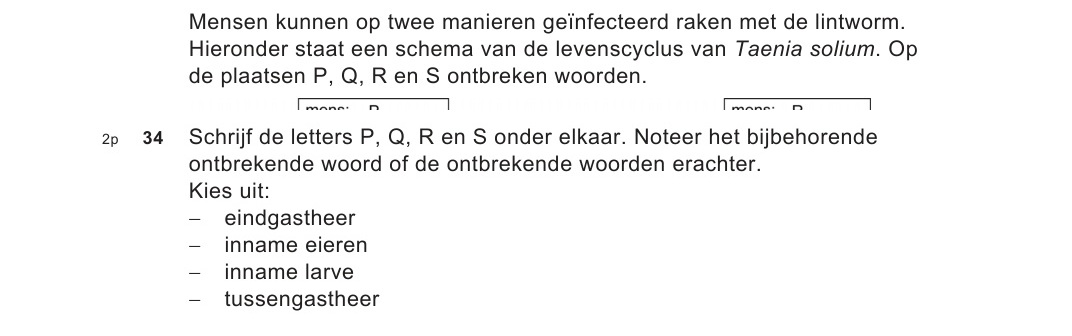 Mensen kunnen op twee manieren geïnfecteerd raken met de lintworm.
Hieronder staat een schema van de levenscyclus van Taenia solium. Op
de plaatsen P, Q, R en S ontbreken woorden.
2p 34 Schrijf de letters P, Q, R en S onder elkaar. Noteer het bijbehorende
ontbrekende woord of de ontbrekende woorden erachter.
Kies uit:
– eindgastheer
– inname eieren
– inname larve
– tussengastheer